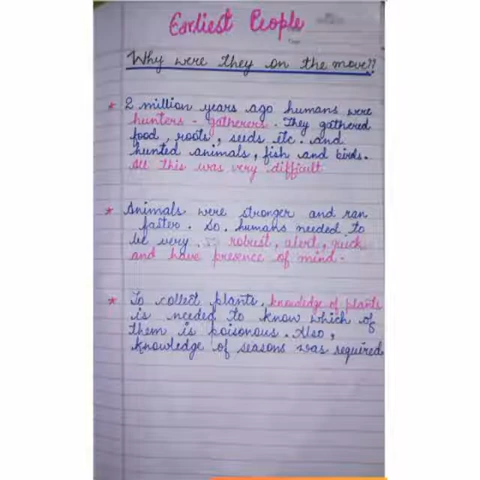 Earliest People
Why were they on the move??
* 2 million years ago humans were
hunters - gatherers. They gathered
food, roots, seeds etc. and
hunted animals, fish and birds.
All this was very difficult
* Animals were stronger and ran
faster. So, humans needed to
be very robust, alert, quick
and have presence of mind.
* To collect plants, knowledge of plants
is needed to know which of
them is poisonous. Also,
knowledge of seasons was required